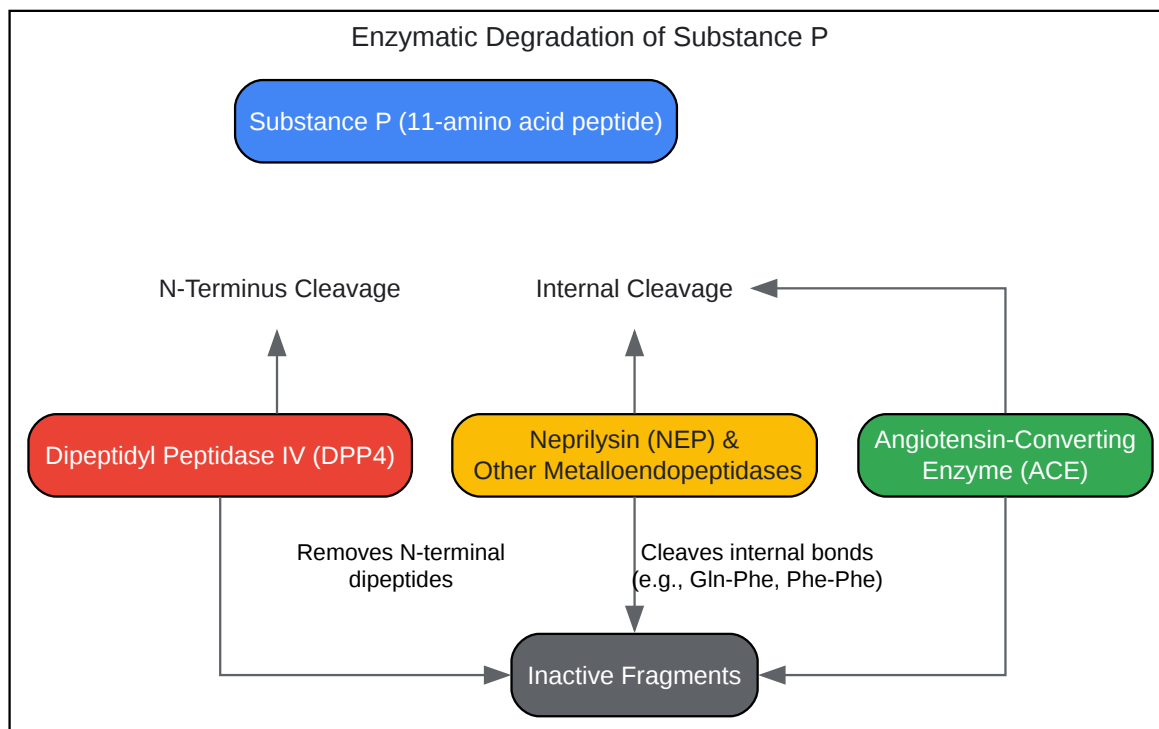 Enzymatic Degradation of Substance P
Substance P (11-amino acid peptide)
N-Terminus Cleavage
Internal Cleavage
Dipeptidyl Peptidase IV (DPP4)
Neprilysin (NEP) &
Other Metalloendopeptidases
Angiotensin-Converting
Enzyme (ACE)
Removes N-terminal
dipeptides
Cleaves internal bonds
(e.g., Gln-Phe, Phe-Phe)
Inactive Fragments